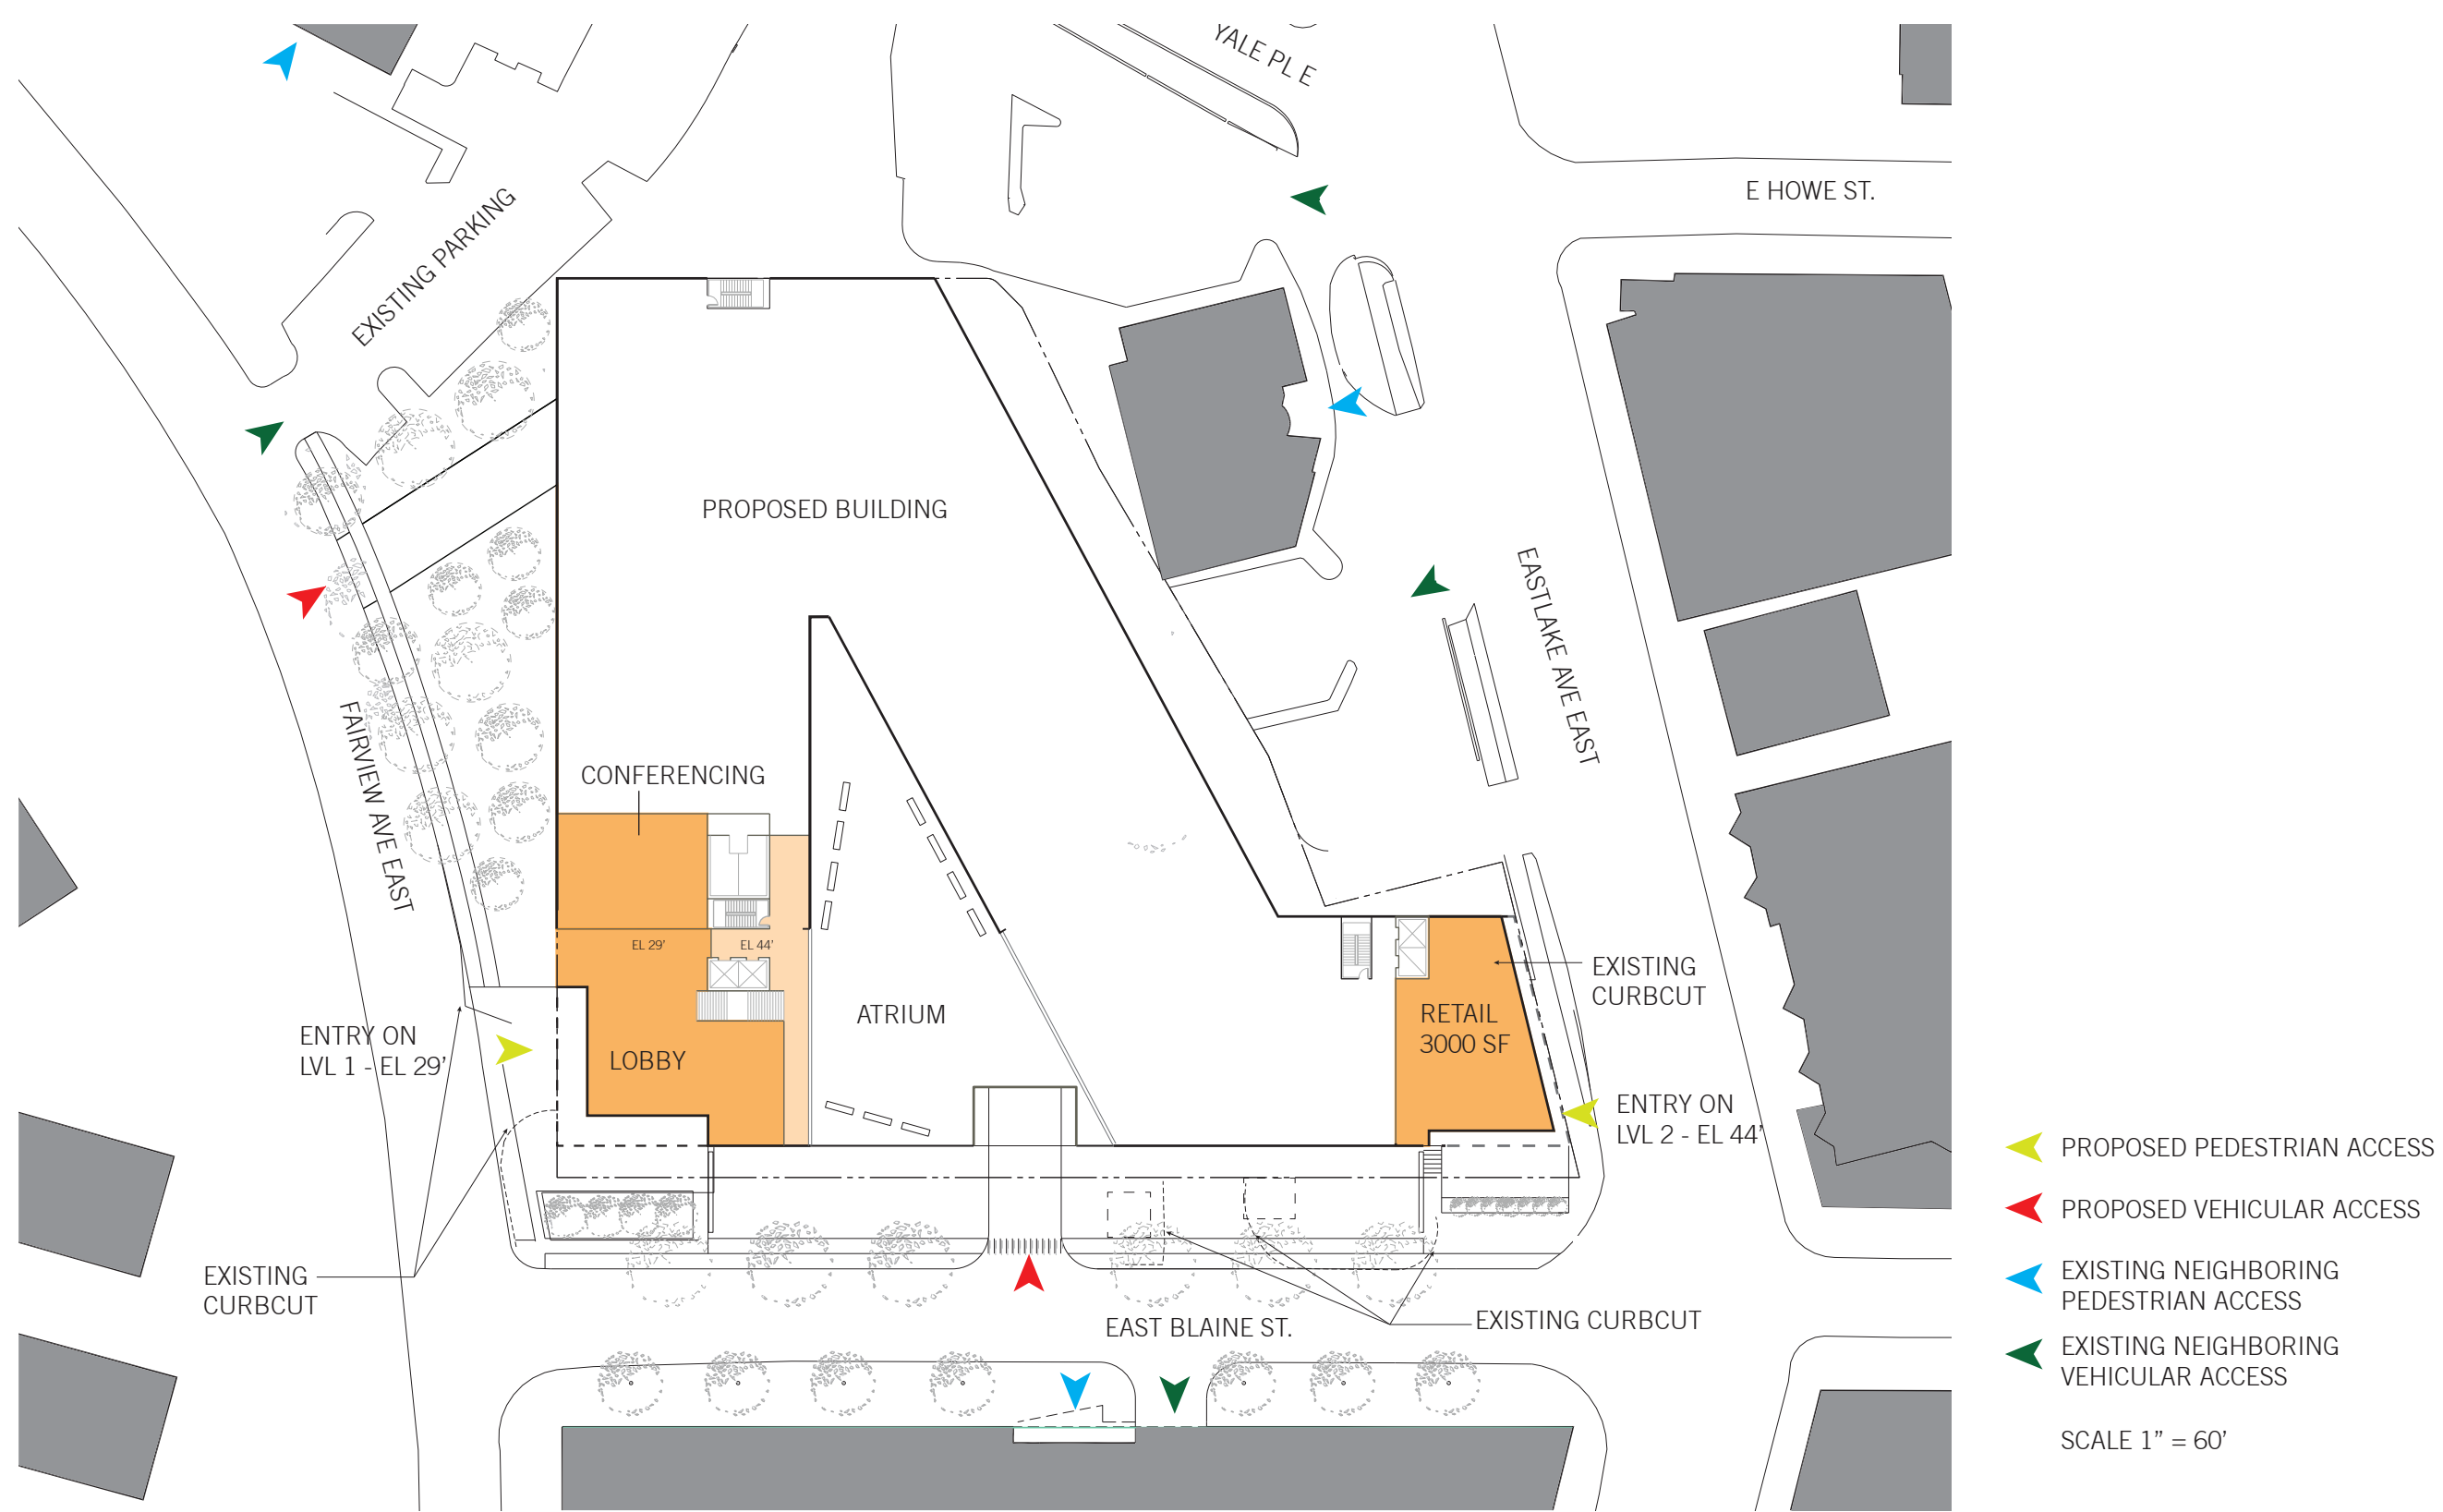 YALE PL E
E HOWE ST.
EXISTING PARKING
PROPOSED BUILDING
EASTLAKE AVE EAST
FAIRVIEW AVE EAST
CONFERENCING
EL 29’
EL 44’
EXISTING
CURBCUT
ATRIUM
RETAIL
3000 SF
ENTRY ON
LVL 1 - EL 29’
LOBBY
ENTRY ON
LVL 2 - EL 44’
PROPOSED PEDESTRIAN ACCESS
PROPOSED VEHICULAR ACCESS
EXISTING NEIGHBORING
PEDESTRIAN ACCESS
EXISTING
CURBCUT
EAST BLAINE ST.
EXISTING CURBCUT
EXISTING NEIGHBORING
VEHICULAR ACCESS
SCALE 1” = 60’